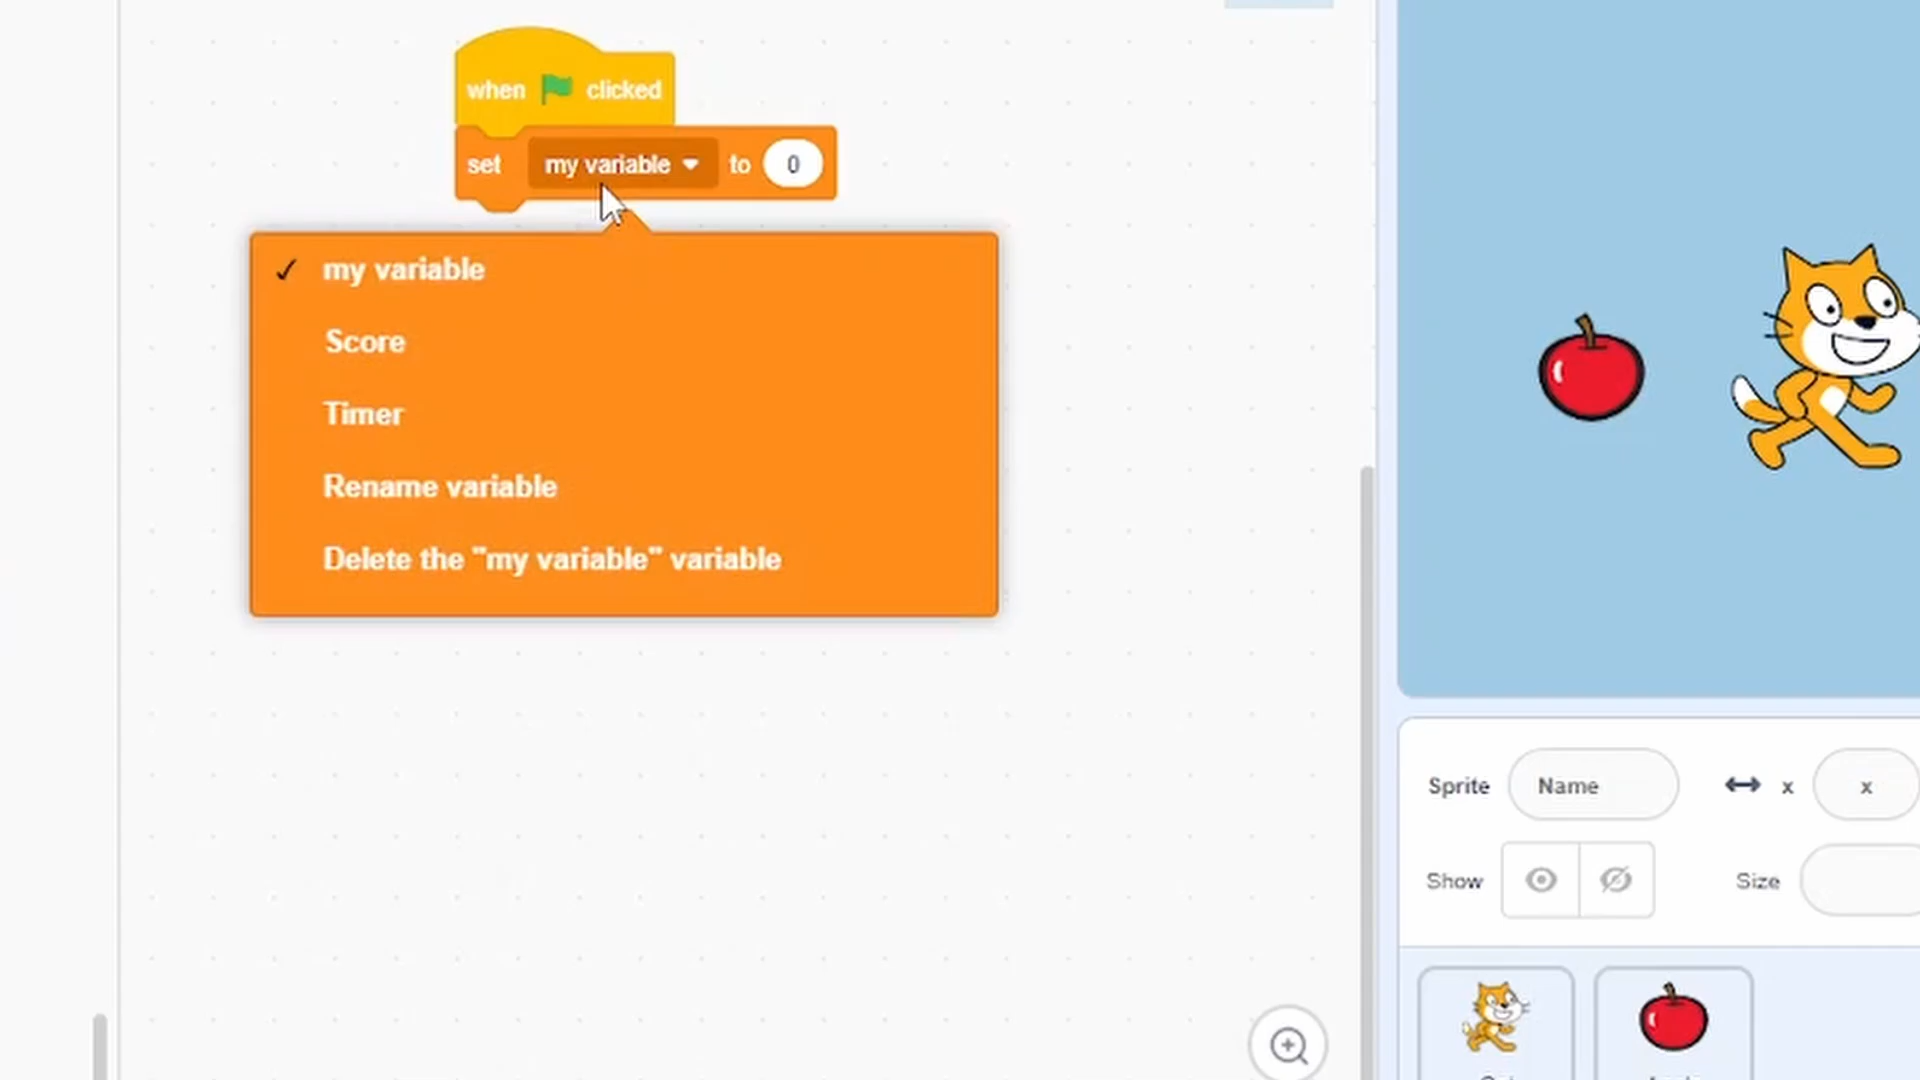 when clicked
set my variable to 0
✓ my variable
Score
Timer
Rename variable
Delete the "my variable" variable
Sprite Name x x
Show Size